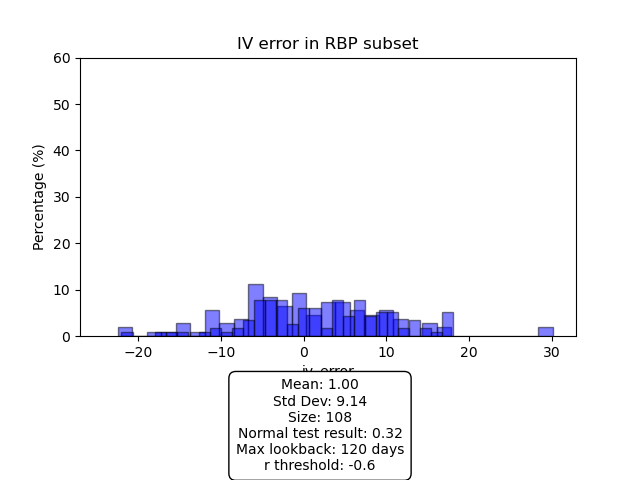 IV error in RBP subset
60
50
40
30
20
10
0
Percentage (%)
−20
−10
0
10
20
30
iv_error
Mean: 1.00
Std Dev: 9.14
Size: 108
Normal test result: 0.32
Max lookback: 120 days
r threshold: -0.6